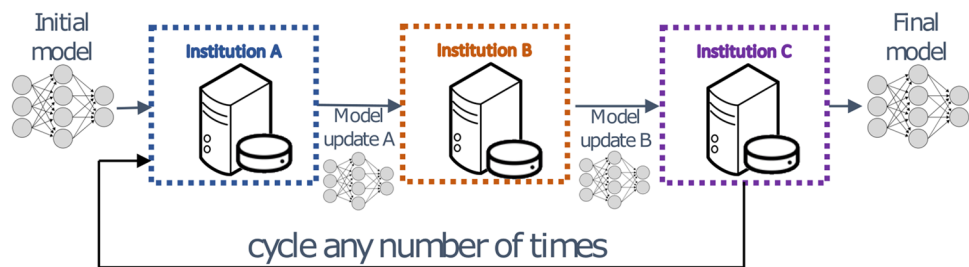 Initial
model
Institution A
Model
update A
Institution B
Model
update B
Institution C
Final
model
cycle any number of times